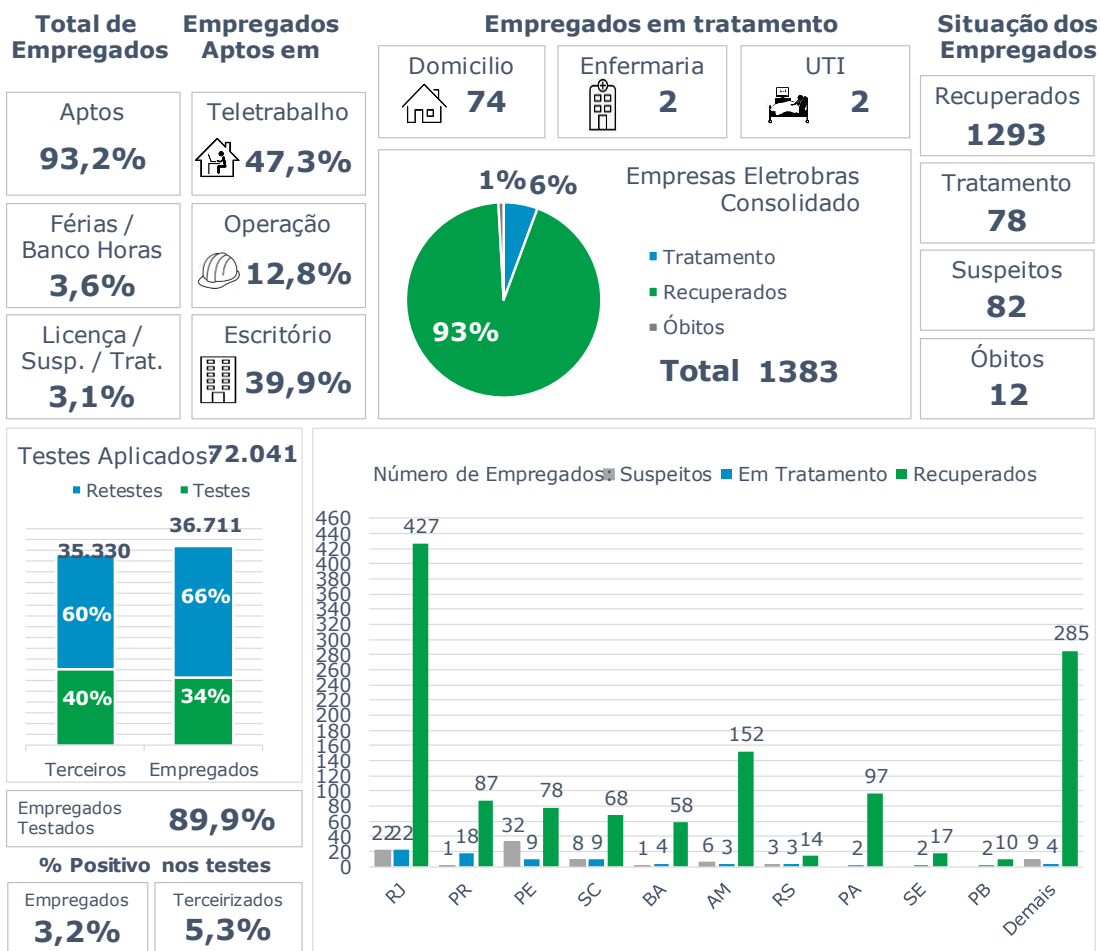 Total de
Empregados
Aptos
93,2%
Férias /
Banco Horas
3,6%
Licença /
Susp. / Trat.
3,1%
Empregados
Aptos em
Teletrabalho
47,3%
Operação
12,8%
Escritório
39,9%
Empregados em tratamento
Domicilio
74
Enfermaria
2
UTI
2
Empresas Eletrobras
Consolidado
1% 6%
93%
Tratamento
Recuperados
Óbitos
Total 1383
Situação dos
Empregados
Recuperados
1293
Tratamento
78
Suspeitos
82
Óbitos
12
Testes Aplicados: 72.041
Retestes Testes
35.330
36.711
60%
66%
40%
34%
Terceiros Empregados
Empregados
Testados
89,9%
% Positivo nos testes
Empregados
3,2%
Terceirizados
5,3%
Número de Empregados: Suspeitos Em Tratamento Recuperados
460
440
420
400
380
360
340
320
300
280
260
240
220
200
180
160
140
120
100
80
60
40
20
0
22 22 427
1 18 87
32 9 78
8 9 68
1 4 58
6 3 152
3 3 14
2 97
2 17
2 10
9 4 285
RJ PR PE SC BA AM RS PA SE PB Demais